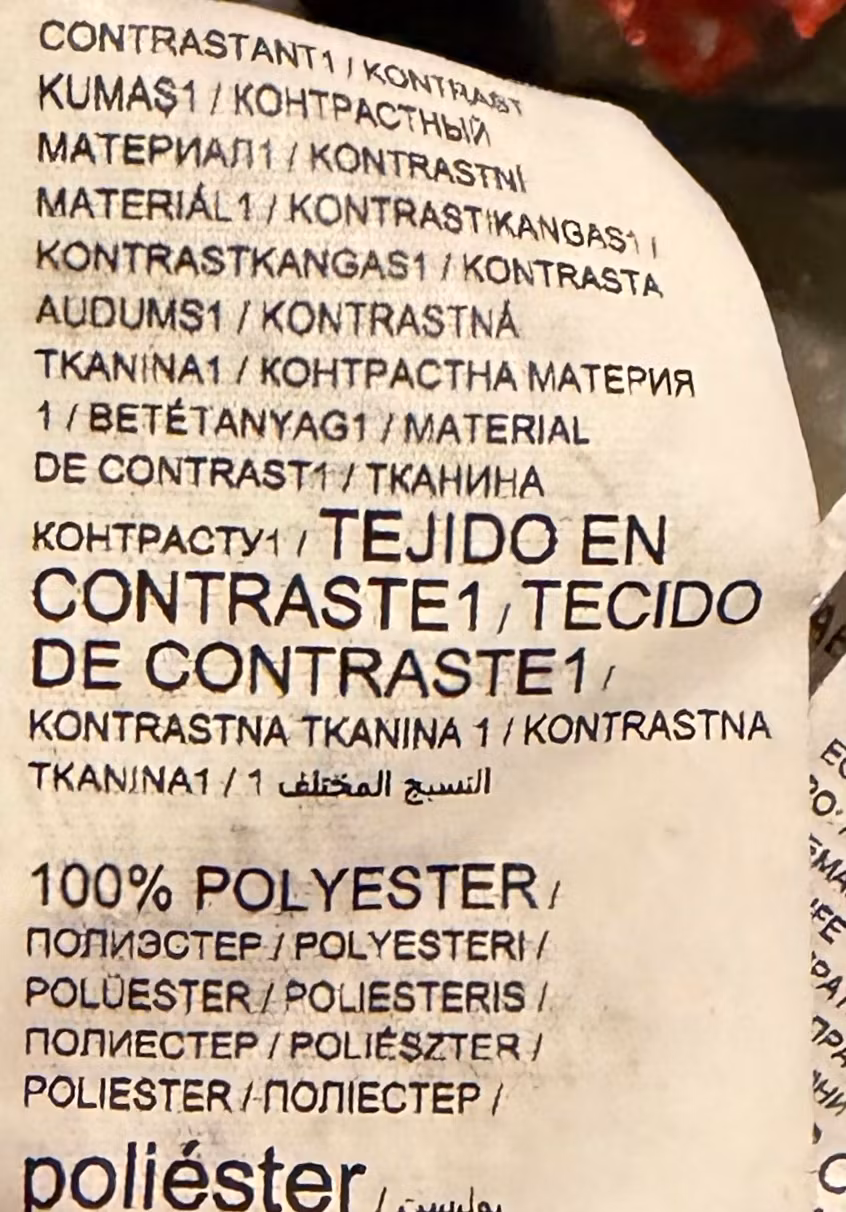 CONTRASTANT1 / KONTRAST
KUMAŞ1 / КОНТРАСТНЫЙ
МАТЕРИАЛ1 / KONTRASTNÍ
MATERIÁL1 / KONTRASTIKANGAS1 /
KONTRASTKANGAS1 / KONTRASTA
AUDUMS1 / KONTRASTNÁ
TKANINA1 / КОНТРАСТНА МАТЕРИЯ
1 / BETÉTANYAG1 / MATERIAL
DE CONTRAST1 / ТКАНИНА
КОНТРАСТУ1 / TEJIDO EN
CONTRASTE1 / TECIDO
DE CONTRASTE1 /
KONTRASTNA TKANINA 1 / KONTRASTNA
TKANINA1 / 1 النسيج المختلف
100% POLYESTER /
ПОЛИЭСТЕР / POLYESTERI /
POLÜESTER / POLIESTERIS /
ПОЛИЕСТЕР / POLIÉSZTER /
POLIESTER / ПОЛІЕСТЕР /
poliéster /